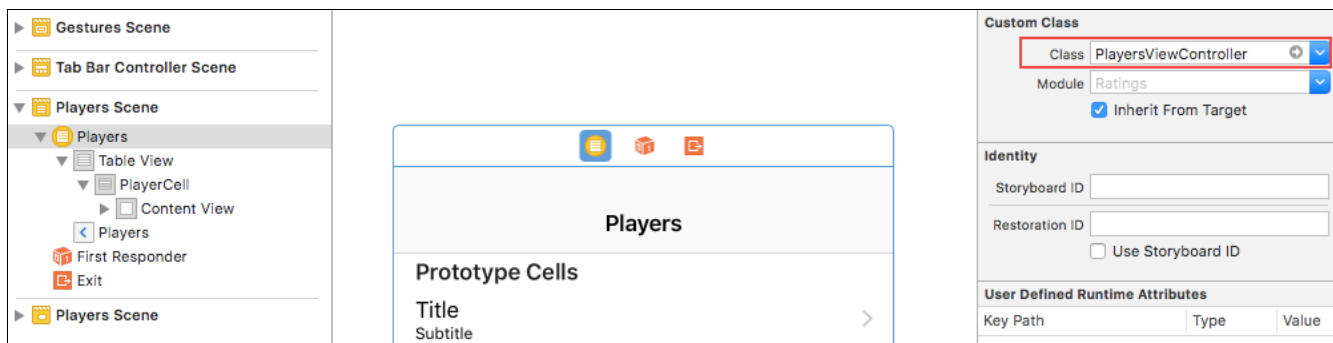 Gestures Scene
Tab Bar Controller Scene
Players Scene
Players
Table View
PlayerCell
Content View
Players
First Responder
Exit
Players Scene
Players
Prototype Cells
Title
Subtitle
Custom Class
Class PlayersViewController
Module Ratings
Inherit From Target
Identity
Storyboard ID
Restoration ID
Use Storyboard ID
User Defined Runtime Attributes
Key Path Type Value